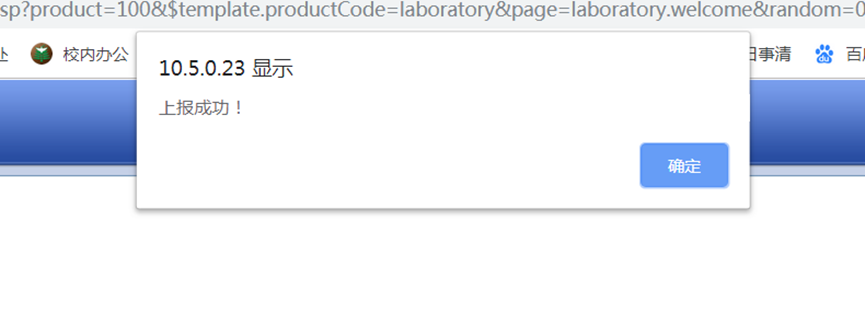 sp?product=100&$template.productCode=laboratory&page=laboratory.welcome&random=0
校内办公
日事清
10.5.0.23 显示
上报成功！
确定